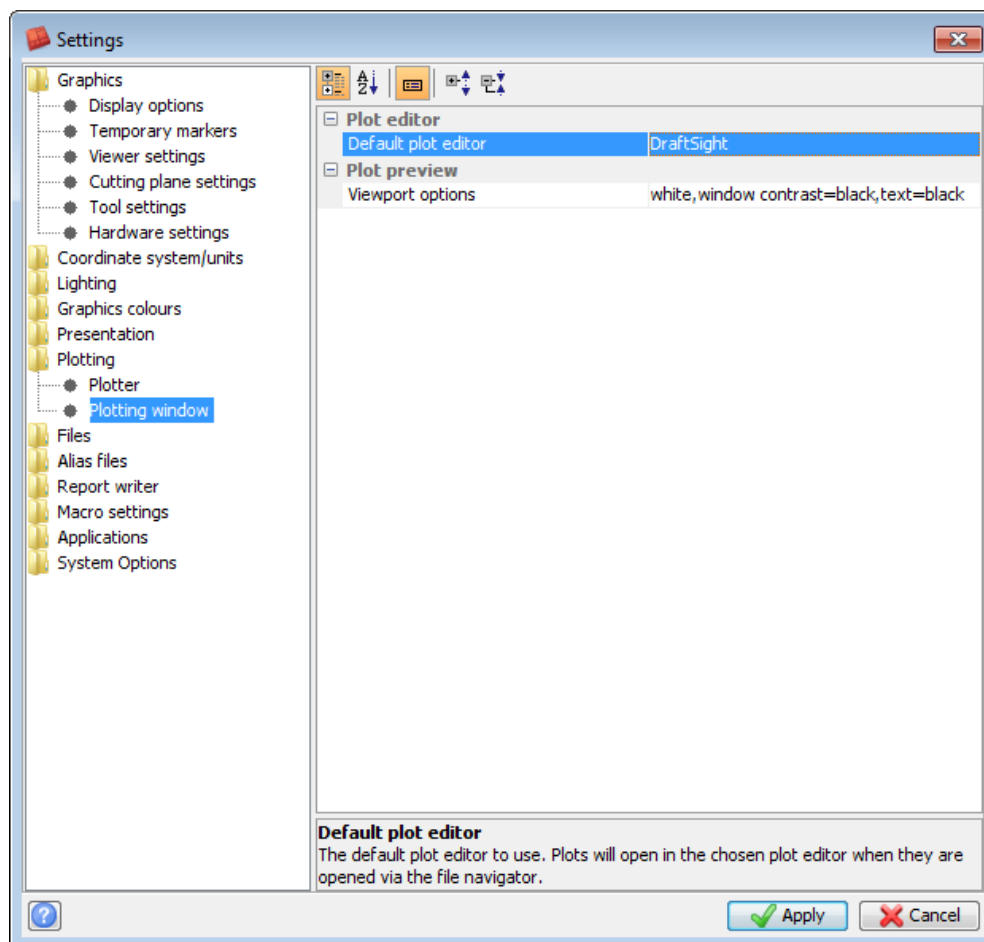 Settings
Graphics
Display options
Temporary markers
Viewer settings
Cutting plane settings
Tool settings
Hardware settings
Coordinate system/units
Lighting
Graphics colours
Presentation
Plotting
Plotter
Plotting window
Files
Alias files
Report writer
Macro settings
Applications
System Options
Plot editor
Default plot editor DraftSight
Plot preview
Viewport options white,window contrast=black,text=black
Default plot editor
The default plot editor to use. Plots will open in the chosen plot editor when they are
opened via the file navigator.
Apply Cancel